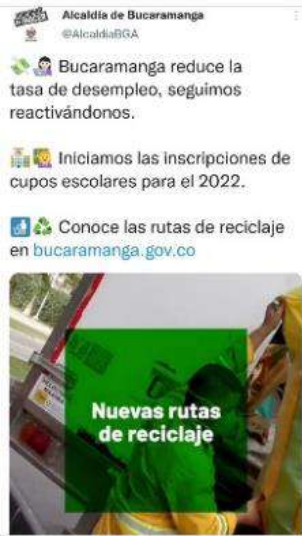 Alcaldía de Bucaramanga
@AlcaldiaBGA
Bucaramanga reduce la
tasa de desempleo, seguimos
reactivándonos.
Iniciamos las inscripciones de
cupos escolares para el 2022.
Conoce las rutas de reciclaje
en bucaramanga.gov.co
Nuevas rutas
de reciclaje